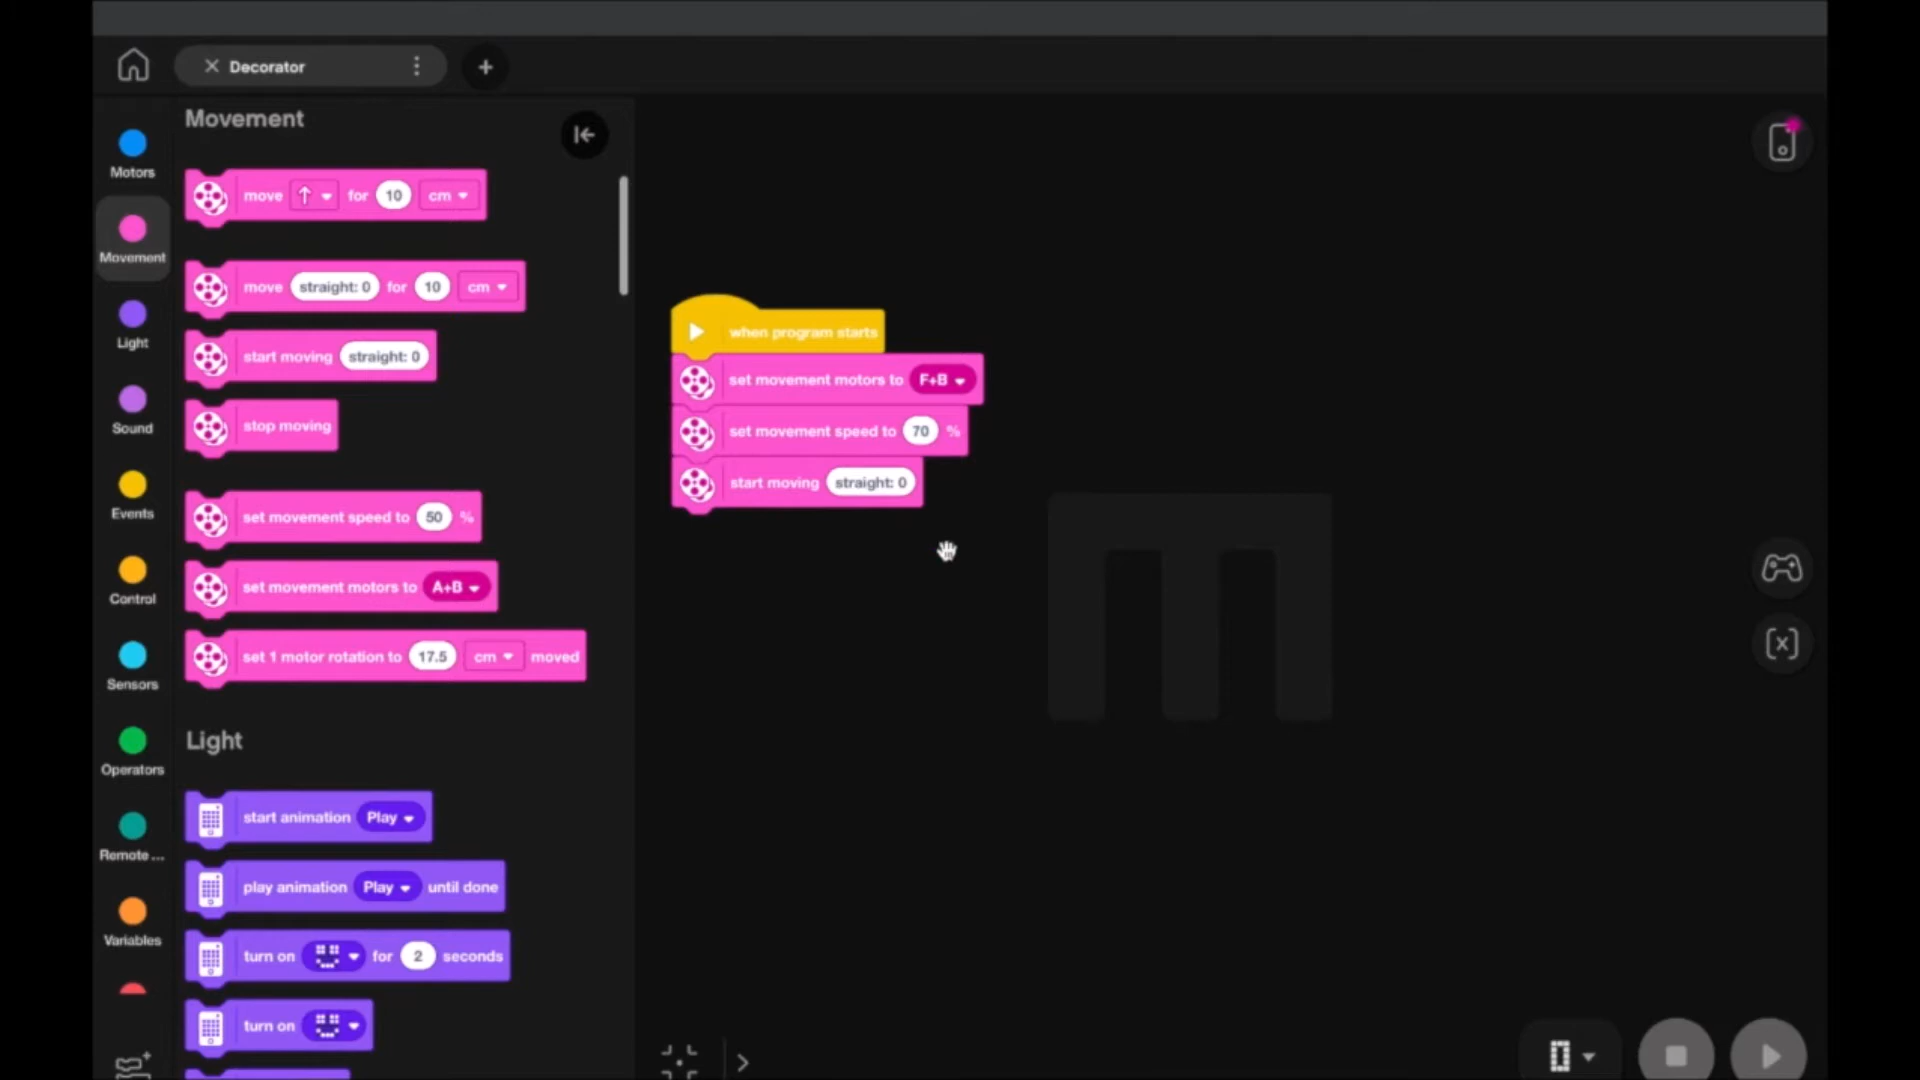 Decorator
Movement
Motors
Movement
Light
Sound
Events
Control
Sensors
Operators
Remote ...
Variables
move for 10 cm
move straight: 0 for 10 cm
start moving straight: 0
stop moving
set movement speed to 50 %
set movement motors to A+B
set 1 motor rotation to 17.5 cm moved
Light
start animation Play
play animation Play until done
turn on for 2 seconds
turn on
when program starts
set movement motors to F+B
set movement speed to 70 %
start moving straight: 0